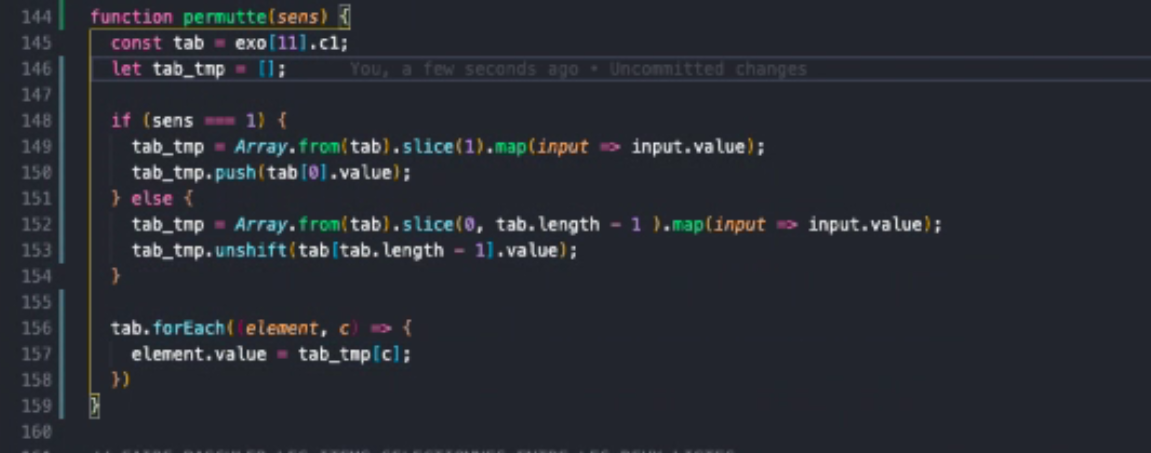 144 function permutte(sens) {
145 const tab = exo[11].c1;
146 let tab_tmp = []; You, a few seconds ago • Uncommitted changes
147
148 if (sens === 1) {
149 tab_tmp = Array.from(tab).slice(1).map(input => input.value);
150 tab_tmp.push(tab[0].value);
151 } else {
152 tab_tmp = Array.from(tab).slice(0, tab.length - 1 ).map(input => input.value);
153 tab_tmp.unshift(tab[tab.length - 1].value);
154 }
155
156 tab.forEach((element, c) => {
157 element.value = tab_tmp[c];
158 })
159 }
160